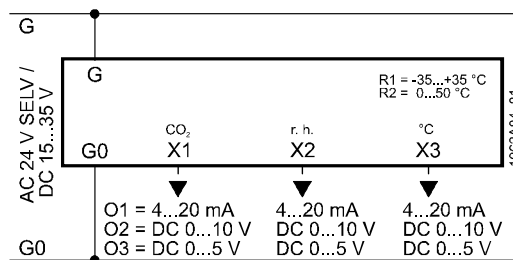 G
AC 24 V SELV /
DC 15...35 V
G
R1 = -35...+35 °C
R2 = 0...50 °C
CO₂ r. h. °C
G0 X1 X2 X3
O1 = 4...20 mA 4...20 mA 4...20 mA
O2 = DC 0...10 V DC 0...10 V DC 0...10 V
O3 = DC 0...5 V DC 0...5 V DC 0...5 V
G0